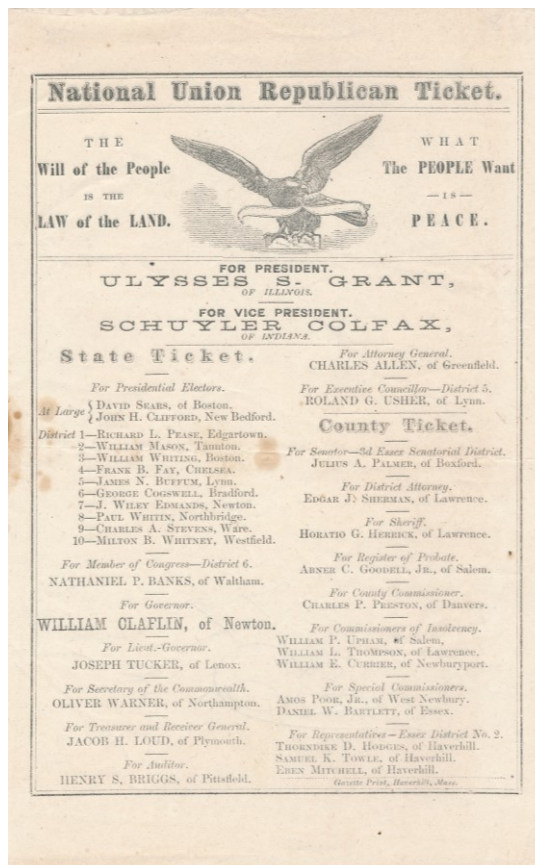 National Union Republican Ticket.
THE
Will of the People
IS THE
LAW of the LAND.
WHAT
The PEOPLE Want
—IS—
PEACE.
FOR PRESIDENT.
ULYSSES S. GRANT,
OF ILLINOIS.
FOR VICE PRESIDENT.
SCHUYLER COLFAX,
OF INDIANA.
State Ticket.
For Presidential Electors.
At Large { DAVID SEARS, of Boston.
JOHN H. CLIFFORD, New Bedford.
District 1—RICHARD L. PEASE, Edgartown.
2—WILLIAM MASON, Taunton.
3—WILLIAM WHITING, Boston.
4—FRANK B. FAY, CHELSEA.
5—JAMES N. BUFFUM, Lynn.
6—GEORGE COGSWELL, Bradford.
7—J. WILEY EDMANDS, Newton.
8—PAUL WHITIN, Northbridge.
9—CHARLES A. STEVENS, Ware.
10—MILTON B. WHITNEY, Westfield.
For Member of Congress—District 6.
NATHANIEL P. BANKS, of Waltham.
For Governor.
WILLIAM CLAFLIN, of Newton.
For Lieut.-Governor.
JOSEPH TUCKER, of Lenox.
For Secretary of the Commonwealth.
OLIVER WARNER, of Northampton.
For Treasurer and Receiver General.
JACOB H. LOUD, of Plymouth.
For Auditor.
HENRY S. BRIGGS, of Pittsfield.
For Attorney General.
CHARLES ALLEN, of Greenfield.
For Executive Councillor—District 5.
ROLAND G. USHER, of Lynn.
County Ticket.
For Senator—3d Essex Senatorial District.
JULIUS A. PALMER, of Boxford.
For District Attorney.
EDGAR J. SHERMAN, of Lawrence.
For Sheriff.
HORATIO G. HERRICK, of Lawrence.
For Register of Probate.
ABNER C. GOODELL, JR., of Salem.
For County Commissioner.
CHARLES P. PRESTON, of Danvers.
For Commissioners of Insolvency.
WILLIAM P. UPHAM, of Salem,
WILLIAM L. THOMPSON, of Lawrence.
WILLIAM E. CURRIER, of Newburyport.
For Special Commissioners.
AMOS POOR, JR., of West Newbury.
DANIEL W. BARTLETT, of Essex.
For Representatives—Essex District No. 2.
THORNDIKE D. HODGES, of Haverhill.
SAMUEL K. TOWLE, of Haverhill.
EBEN MITCHELL, of Haverhill.
Gazette Print, Haverhill, Mass.